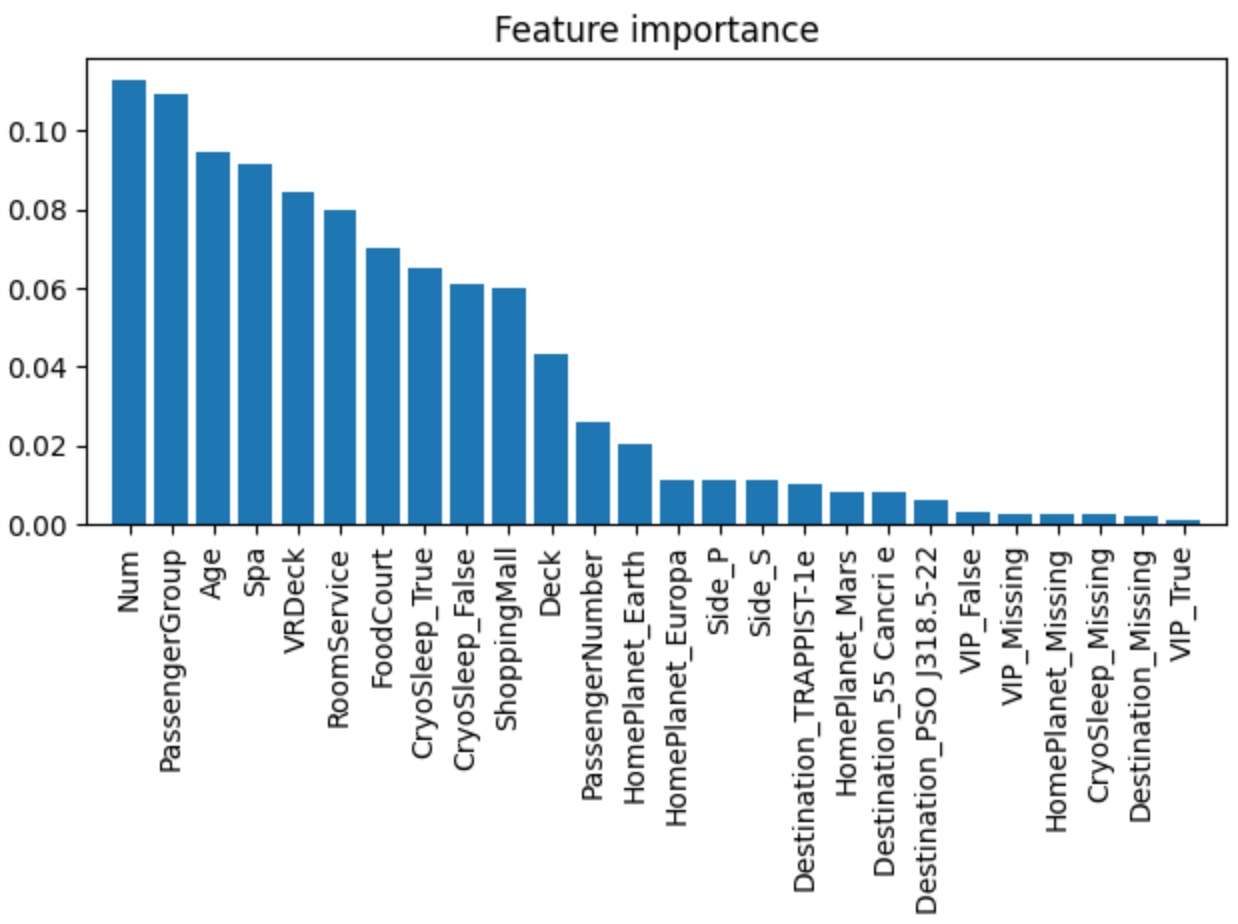 Feature importance
0.10
0.08
0.06
0.04
0.02
0.00
Num
PassengerGroup
Age
Spa
VRDeck
RoomService
FoodCourt
CryoSleep_True
CryoSleep_False
ShoppingMall
Deck
PassengerNumber
HomePlanet_Earth
HomePlanet_Europa
Side_P
Side_S
Destination_TRAPPIST-1e
HomePlanet_Mars
Destination_55 Cancri e
Destination_PSO J318.5-22
VIP_False
VIP_Missing
HomePlanet_Missing
CryoSleep_Missing
Destination_Missing
VIP_True